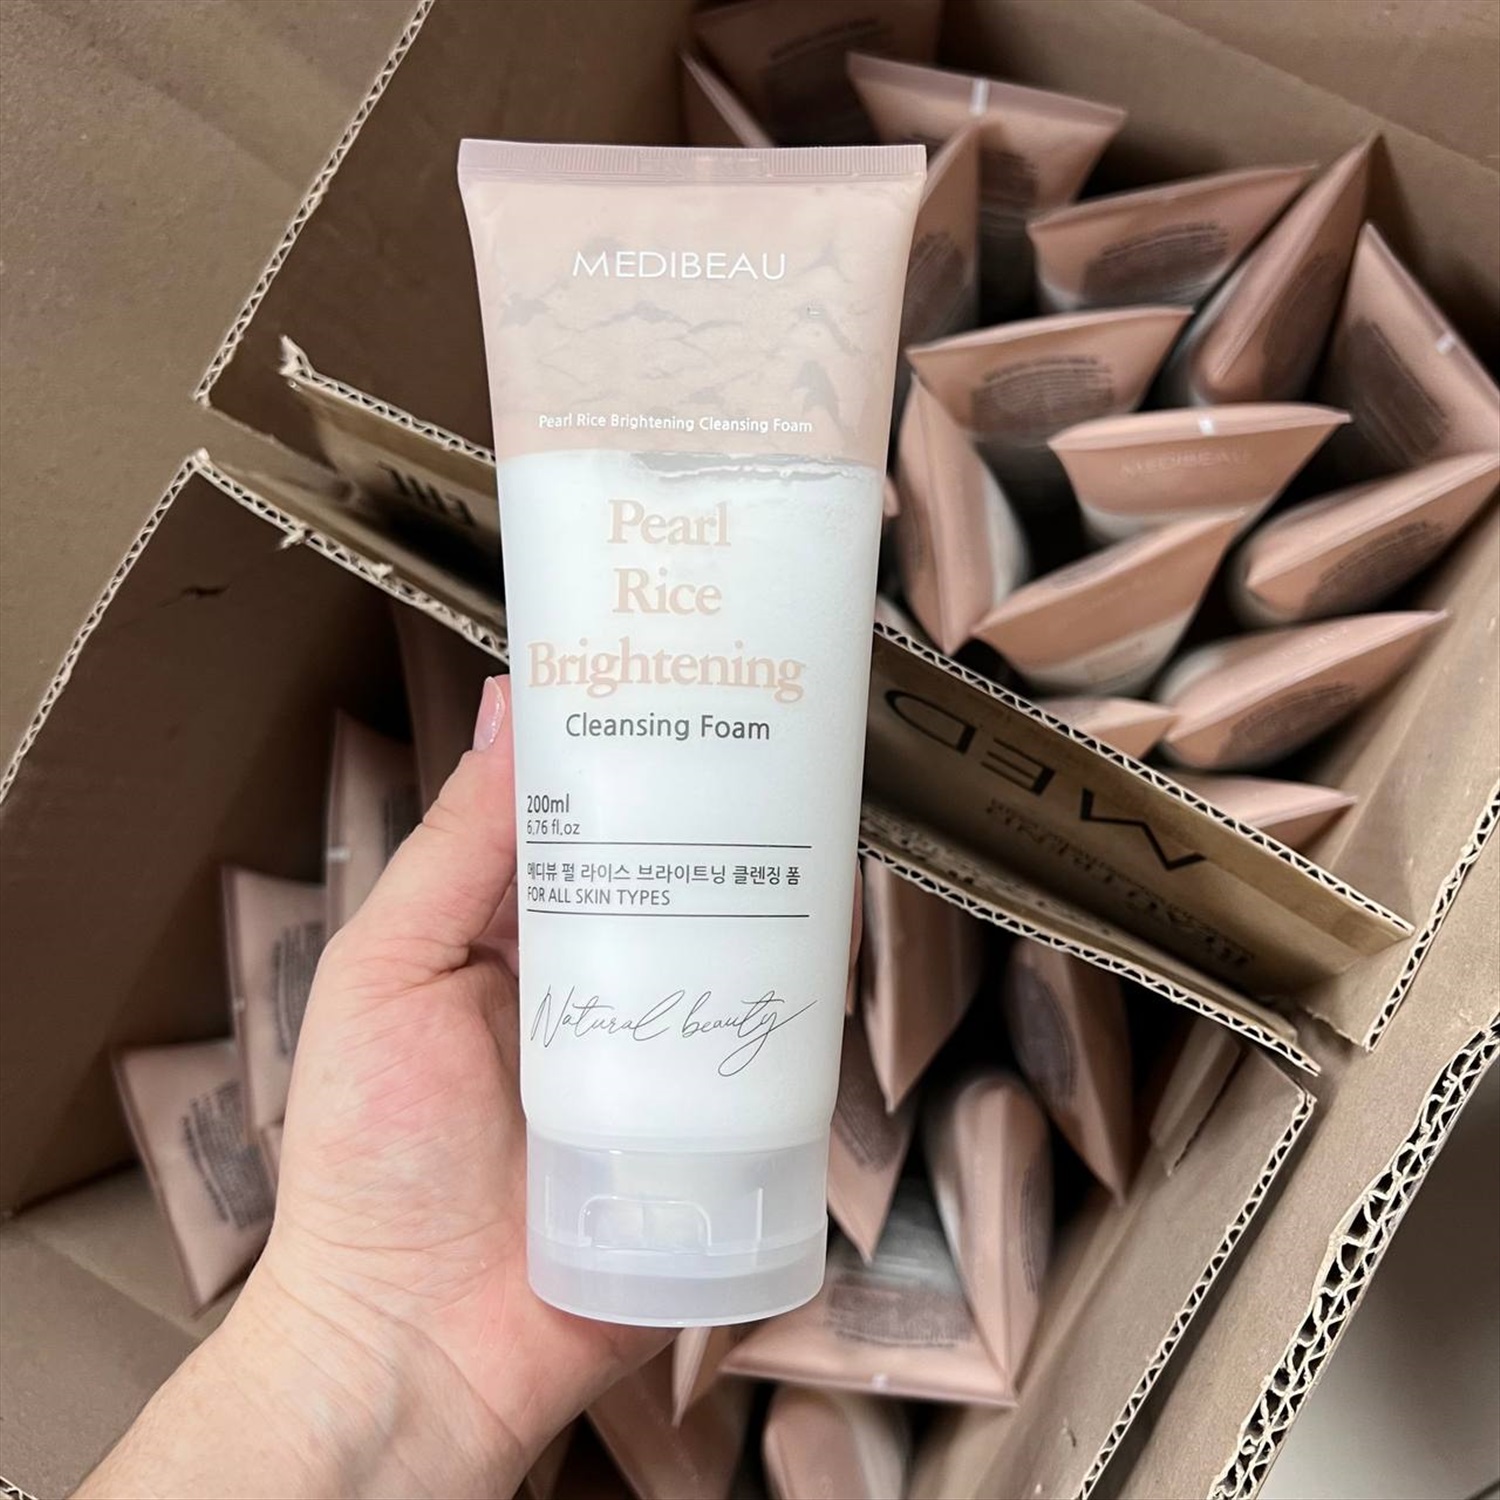 MEDIBEAU
Pearl Rice Brightening Cleansing Foam
Pearl
Rice
Brightening
Cleansing Foam
200ml
6.76 fl.oz
메디뷰 펄 라이스 브라이트닝 클렌징 폼
FOR ALL SKIN TYPES
Natural beauty
MEDIBEAU
MED